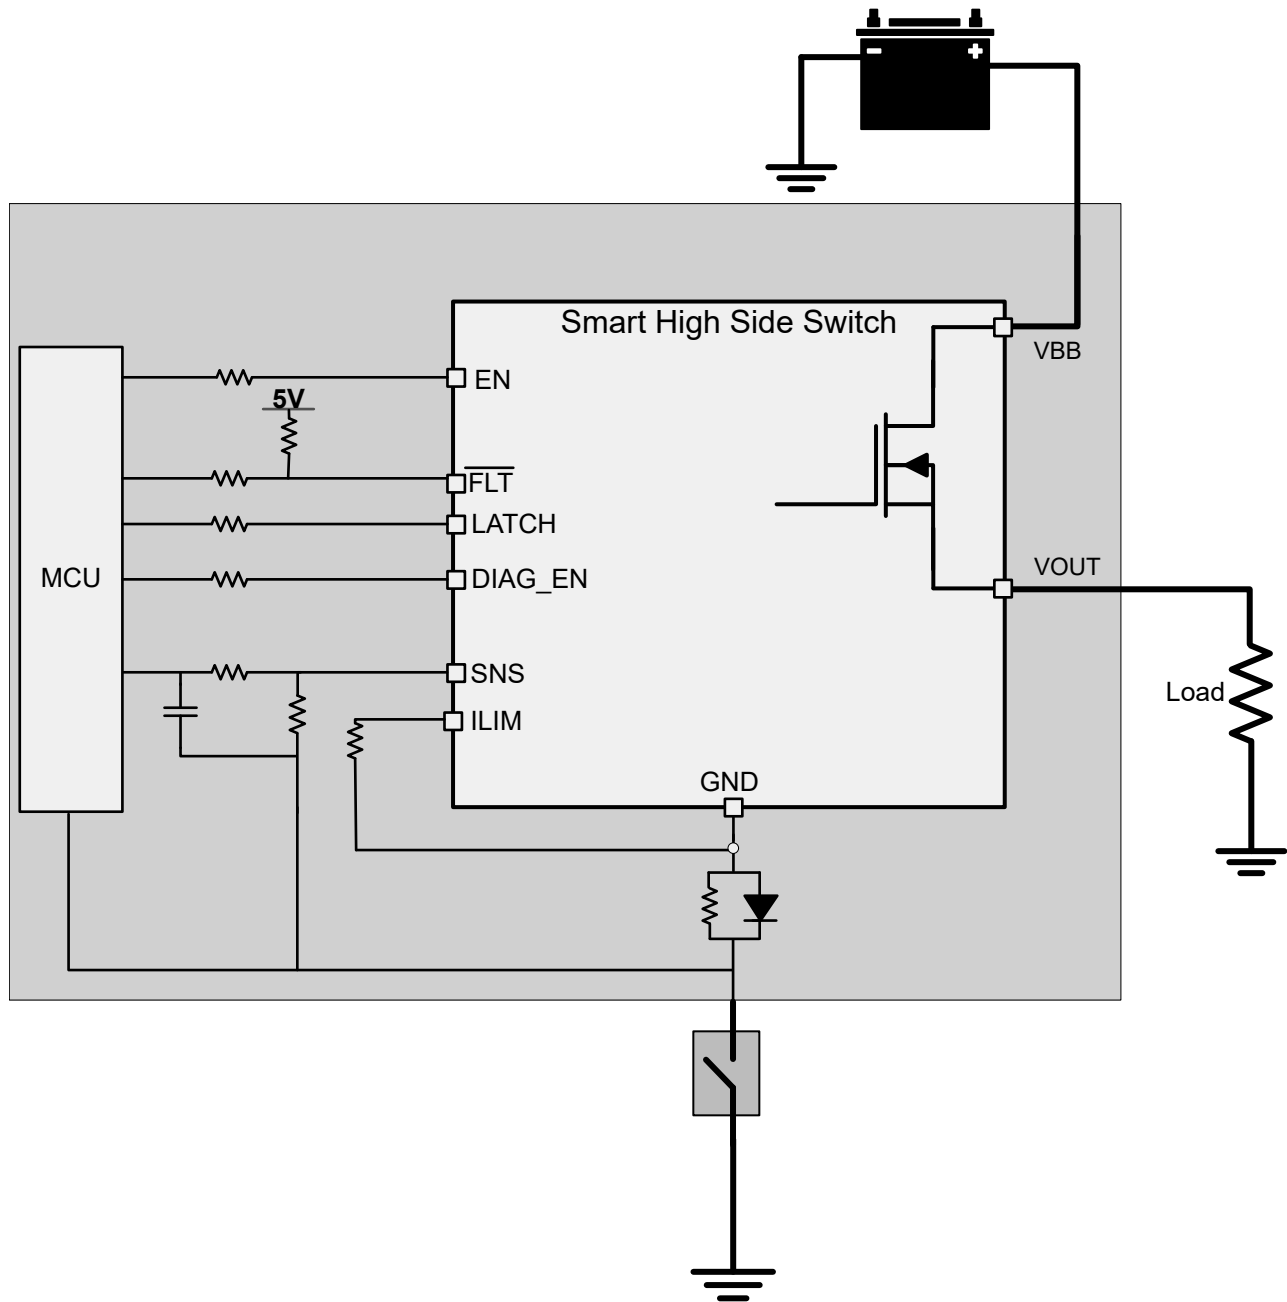 Smart High Side Switch
VBB
EN
5V
FLT
LATCH
VOUT
MCU
DIAG_EN
SNS
Load
ILIM
GND